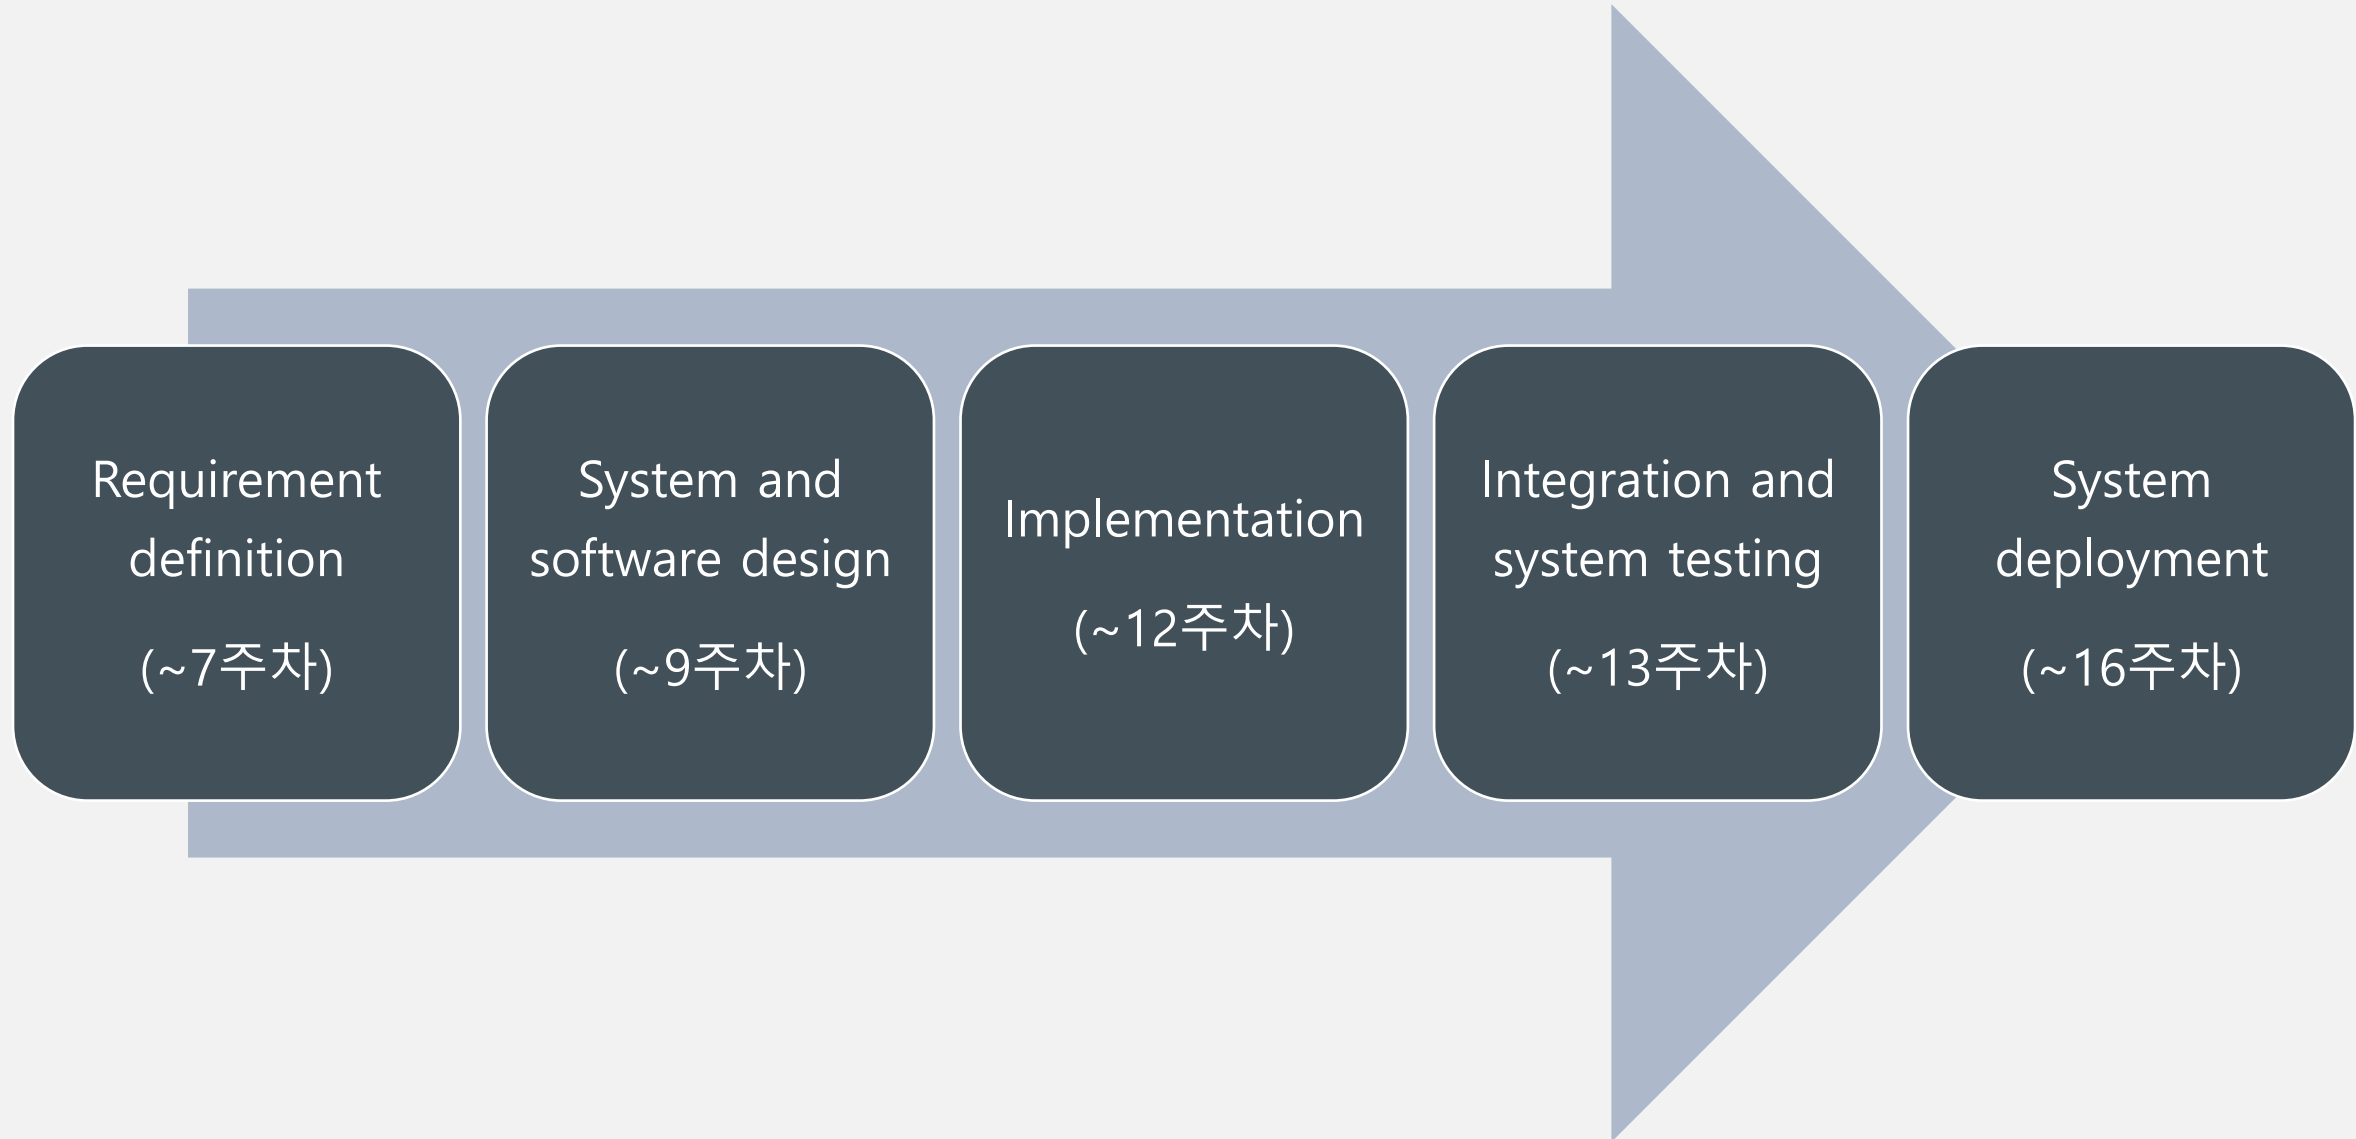 Requirement
definition
(~7주차)
System and
software design
(~9주차)
Implementation
(~12주차)
Integration and
system testing
(~13주차)
System
deployment
(~16주차)